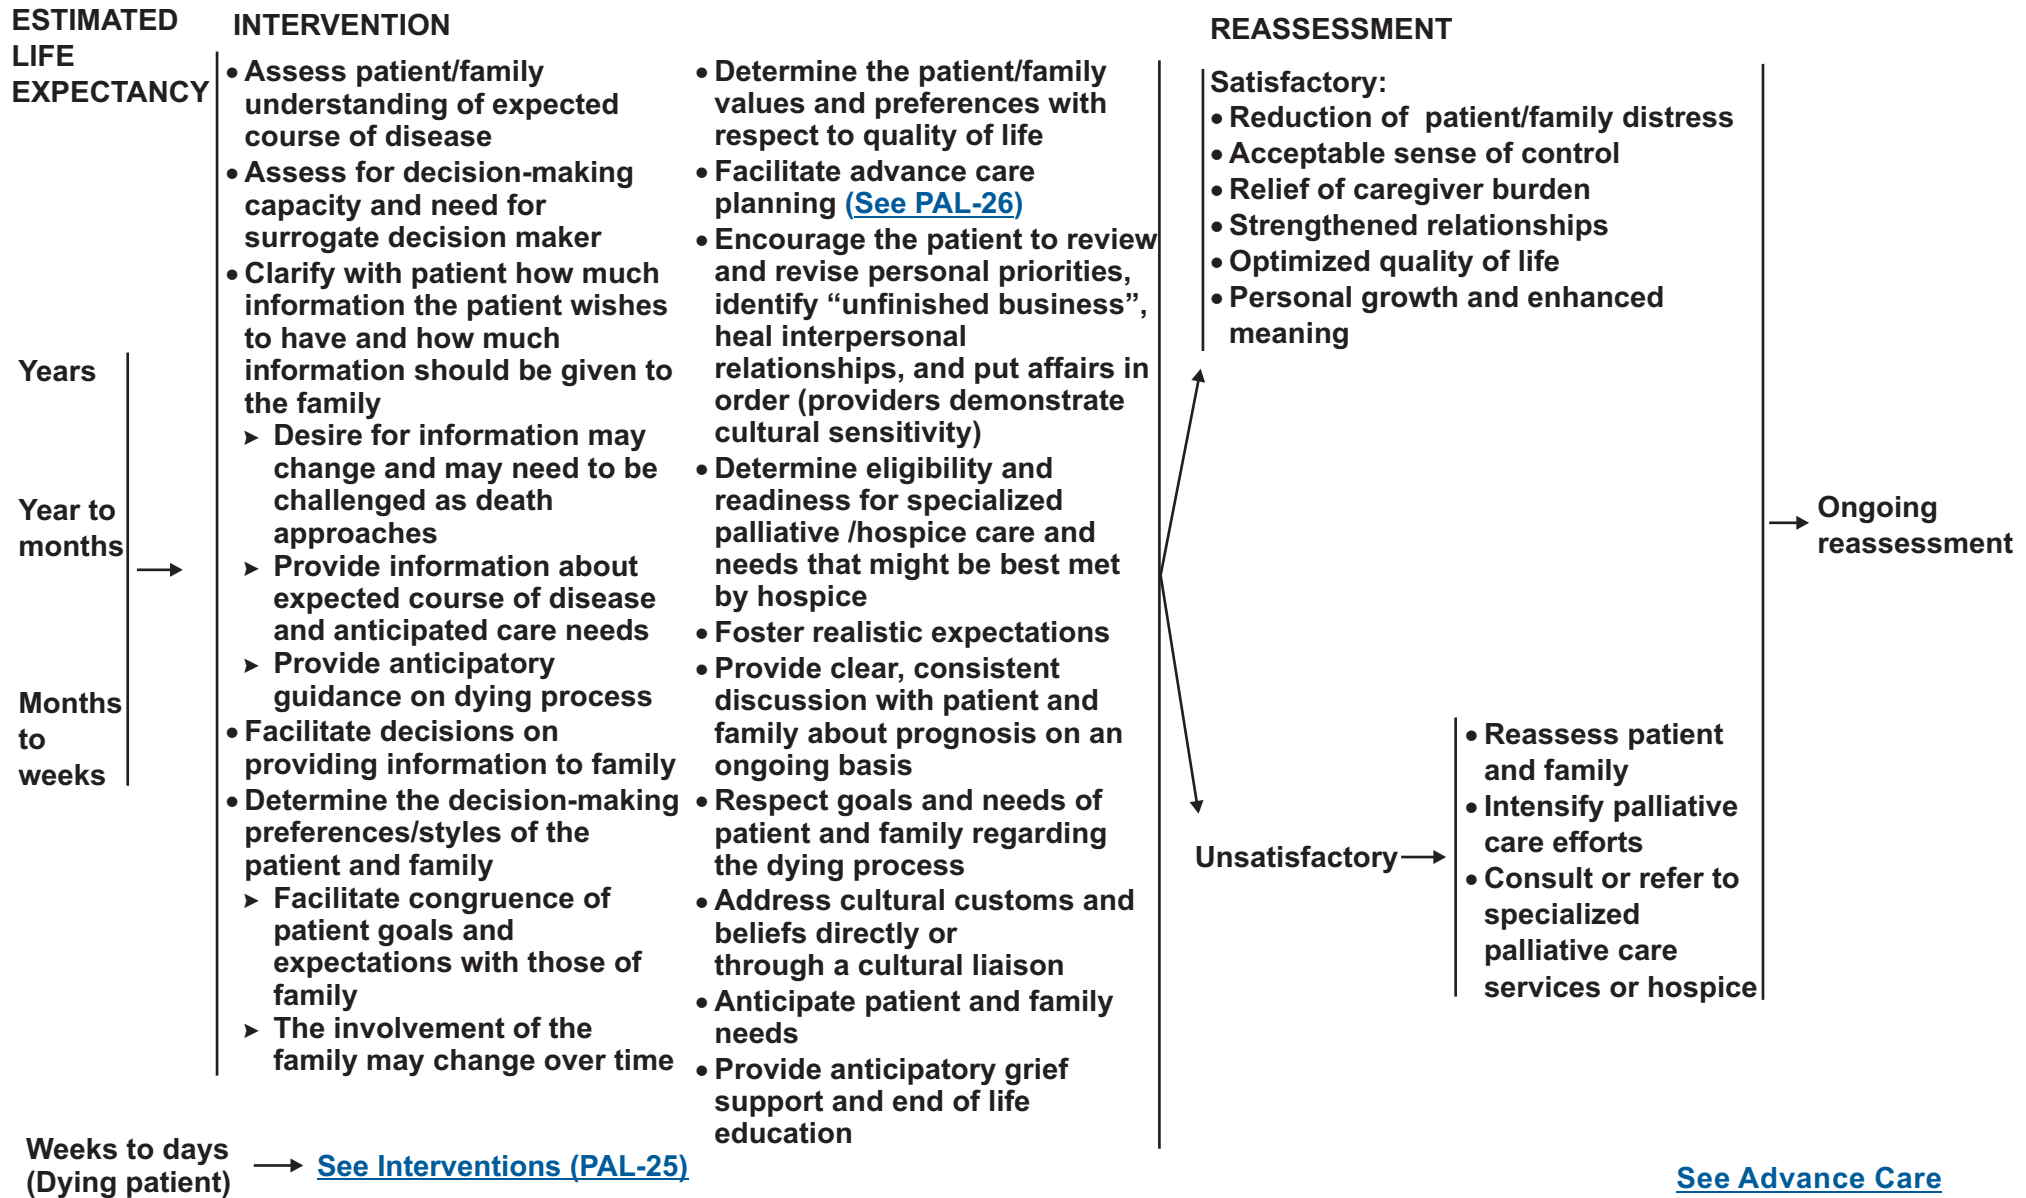 ESTIMATED
LIFE
EXPECTANCY
INTERVENTION
REASSESSMENT
Years
Year to
months
Months
to
weeks
• Assess patient/family
understanding of expected
course of disease
• Assess for decision-making
capacity and need for
surrogate decision maker
• Clarify with patient how much
information the patient wishes
to have and how much
information should be given to
the family
➤ Desire for information may
change and may need to be
challenged as death
approaches
➤ Provide information about
expected course of disease
and anticipated care needs
➤ Provide anticipatory
guidance on dying process
• Facilitate decisions on
providing information to family
• Determine the decision-making
preferences/styles of the
patient and family
➤ Facilitate congruence of
patient goals and
expectations with those of
family
➤ The involvement of the
family may change over time
• Determine the patient/family
values and preferences with
respect to quality of life
• Facilitate advance care
planning (See PAL-26)
• Encourage the patient to review
and revise personal priorities,
identify “unfinished business”,
heal interpersonal
relationships, and put affairs in
order (providers demonstrate
cultural sensitivity)
• Determine eligibility and
readiness for specialized
palliative /hospice care and
needs that might be best met
by hospice
• Foster realistic expectations
• Provide clear, consistent
discussion with patient and
family about prognosis on an
ongoing basis
• Respect goals and needs of
patient and family regarding
the dying process
• Address cultural customs and
beliefs directly or
through a cultural liaison
• Anticipate patient and family
needs
• Provide anticipatory grief
support and end of life
education
Satisfactory:
• Reduction of patient/family distress
• Acceptable sense of control
• Relief of caregiver burden
• Strengthened relationships
• Optimized quality of life
• Personal growth and enhanced
meaning
Unsatisfactory
• Reassess patient
and family
• Intensify palliative
care efforts
• Consult or refer to
specialized
palliative care
services or hospice
Ongoing
reassessment
Weeks to days
(Dying patient)
See Interventions (PAL-25)
See Advance Care